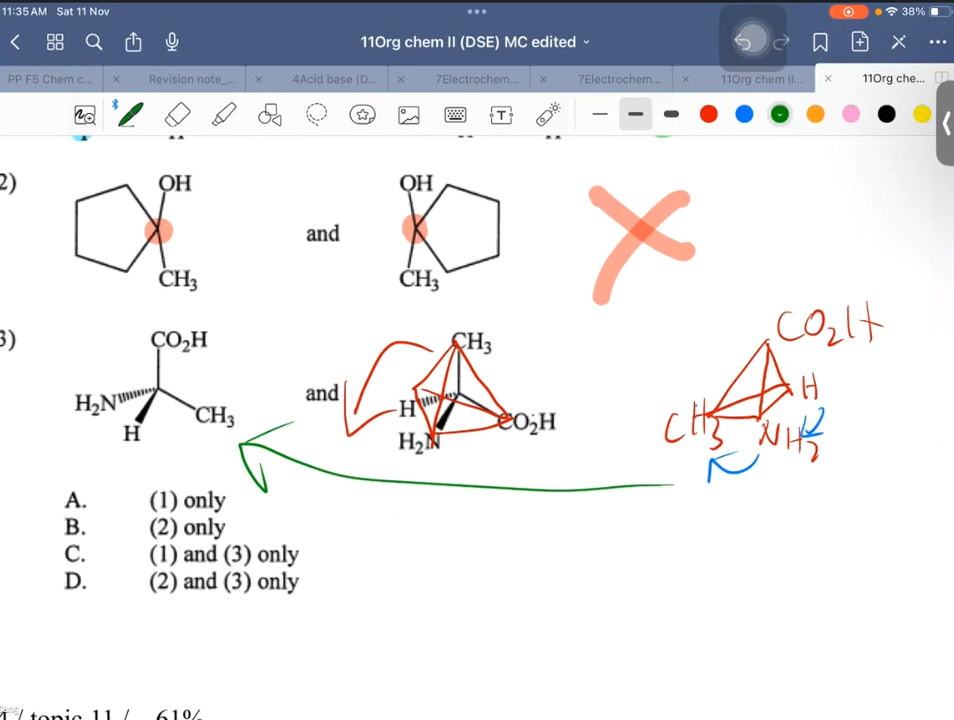 11:35 AM Sat 11 Nov
38%
11Org chem II (DSE) MC edited
PP F5 Chem c...
Revision note_...
4Acid base (D...
7Electrochem...
7Electrochem...
11Org chem II...
11Org che...
2)
OH
CH₃
and
OH
CH₃
3)
CO₂H
H₂N
H
CH₃
and
CH₃
H
H₂N
CO₂H
CO₂H
H
CH₃
NH₂
A. (1) only
B. (2) only
C. (1) and (3) only
D. (2) and (3) only
4 / topic 11 / 61%